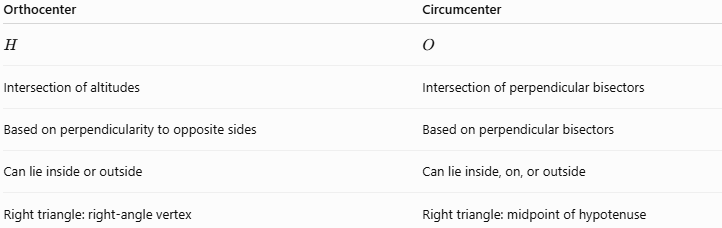 Orthocenter Circumcenter
H O
Intersection of altitudes Intersection of perpendicular bisectors
Based on perpendicularity to opposite sides Based on perpendicular bisectors
Can lie inside or outside Can lie inside, on, or outside
Right triangle: right-angle vertex Right triangle: midpoint of hypotenuse